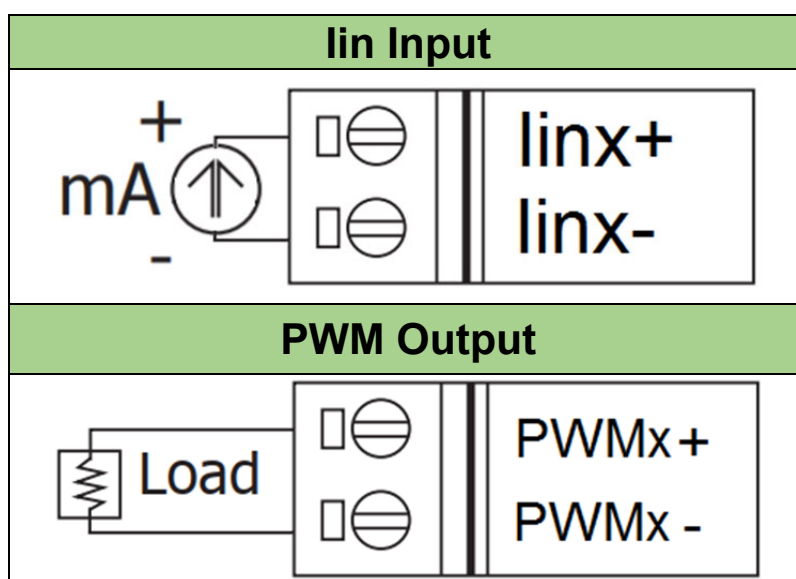 Iin Input
+
mA
-
Iinx+
Iinx-
PWM Output
Load
PWMx+
PWMx -